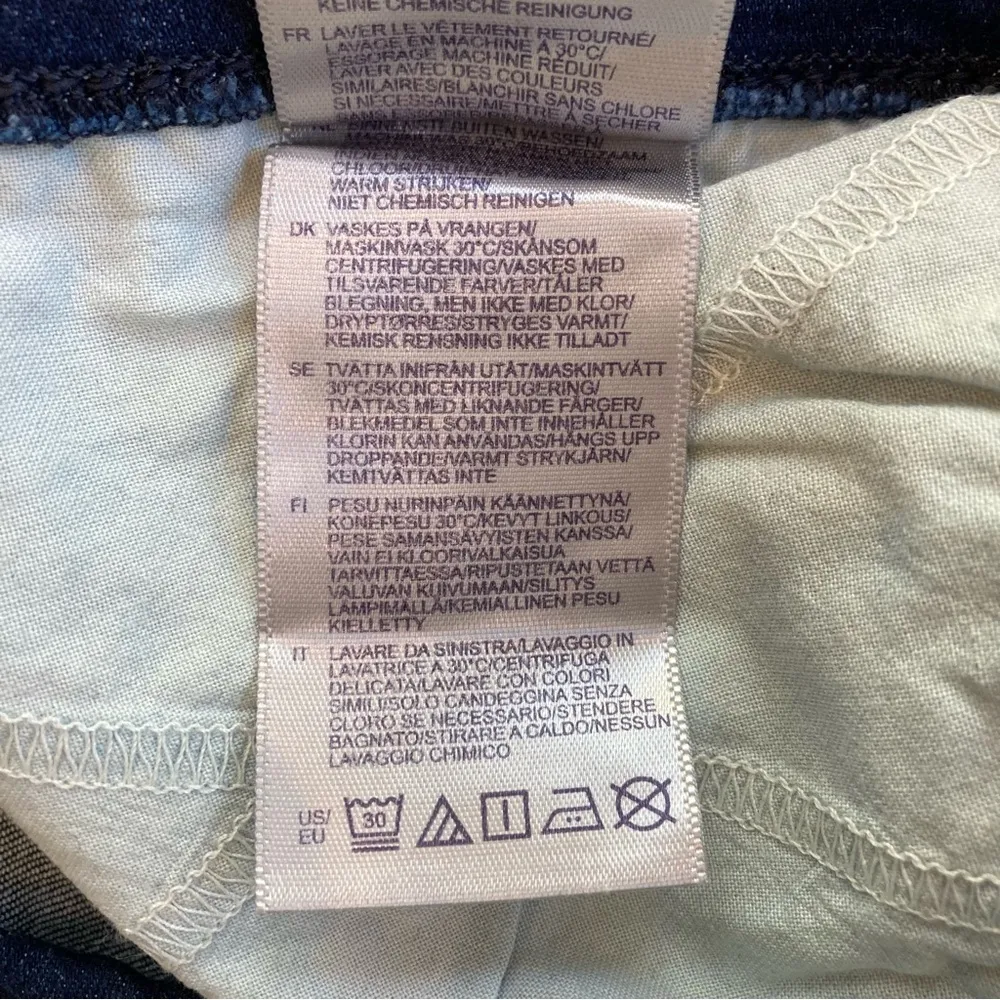 KEINE CHEMISCHE REINIGUNG
FR LAVER LE VÊTEMENT RETOURNÉ/
LAVAGE EN MACHINE À 30°C/
ESSORAGE MACHINE RÉDUIT/
LAVER AVEC DES COULEURS
SIMILAIRES/BLANCHIR SANS CHLORE
SI NÉCESSAIRE/METTRE À SÉCHER
BUITEN WASSEN/
WARM STRIJKEN/
NIET CHEMISCH REINIGEN
DK VASKES PÅ VRANGEN/
MASKINVASK 30°C/SKÅNSOM
CENTRIFUGERING/VASKES MED
TILSVARENDE FARVER/TÅLER
BLEGNING, MEN IKKE MED KLOR/
DRYPTØRRES/STRYGES VARMT/
KEMISK RENSNING IKKE TILLADT
SE TVÄTTA INIFRÅN UTÅT/MASKINTVÄTT
30°C/SKONCENTRIFUGERING/
TVÄTTAS MED LIKNANDE FÄRGER/
BLEKMEDEL SOM INTE INNEHÅLLER
KLORIN KAN ANVÄNDAS/HÄNGS UPP
DROPPANDE/VARMT STRYKJÄRN/
KEMTVÄTTAS INTE
FI PESU NURINPÄIN KÄÄNNETTYNÄ/
KONEPESU 30°C/KEVYT LINKOUS/
PESE SAMANSÄVYISTEN KANSSA/
VAIN EI KLOORIVALKAISUA
TARVITTAESSA/RIPUSTETAAN VETTÄ
VALUVAN KUIVUMAAN/SILITYS
LÄMPIMÄLLÄ/KEMIALLINEN PESU
KIELLETTY
IT LAVARE DA SINISTRA/LAVAGGIO IN
LAVATRICE A 30°C/CENTRIFUGA
DELICATA/LAVARE CON COLORI
SIMILI/SOLO CANDEGGINA SENZA
CLORO SE NECESSARIO/STENDERE
BAGNATO/STIRARE A CALDO/NESSUN
LAVAGGIO CHIMICO
US/
EU 30